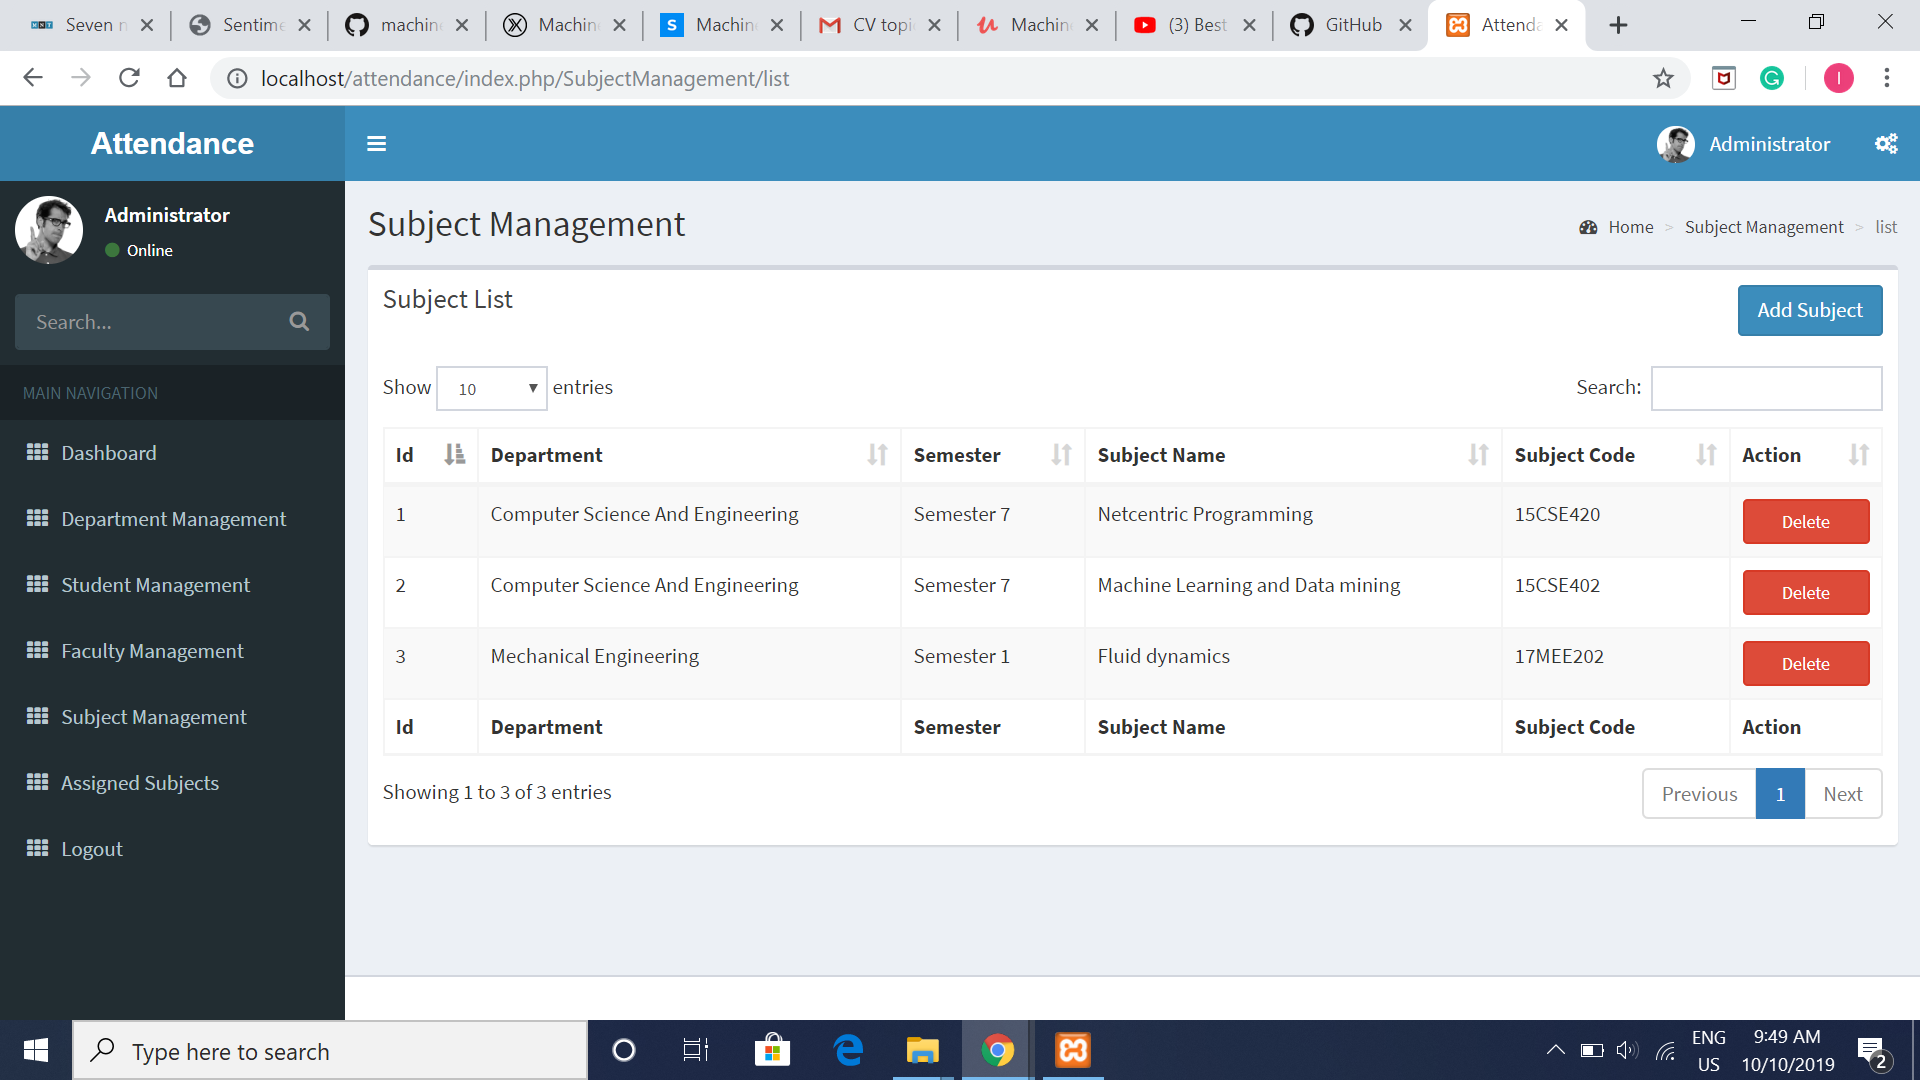 Seven n
Sentime
machine
Machine
S Machine
CV topi
Machine
(3) Best
GitHub
Attenda
localhost/attendance/index.php/SubjectManagement/list
I
Attendance
Administrator
Administrator
Online
Search...
MAIN NAVIGATION
Dashboard
Department Management
Student Management
Faculty Management
Subject Management
Assigned Subjects
Logout
Subject Management
Home > Subject Management > list
Subject List
Add Subject
Show 10 entries
Search:
Id Department Semester Subject Name Subject Code Action
1 Computer Science And Engineering Semester 7 Netcentric Programming 15CSE420 Delete
2 Computer Science And Engineering Semester 7 Machine Learning and Data mining 15CSE402 Delete
3 Mechanical Engineering Semester 1 Fluid dynamics 17MEE202 Delete
Id Department Semester Subject Name Subject Code Action
Showing 1 to 3 of 3 entries
Previous 1 Next
Type here to search
ENG
US
9:49 AM
10/10/2019
2